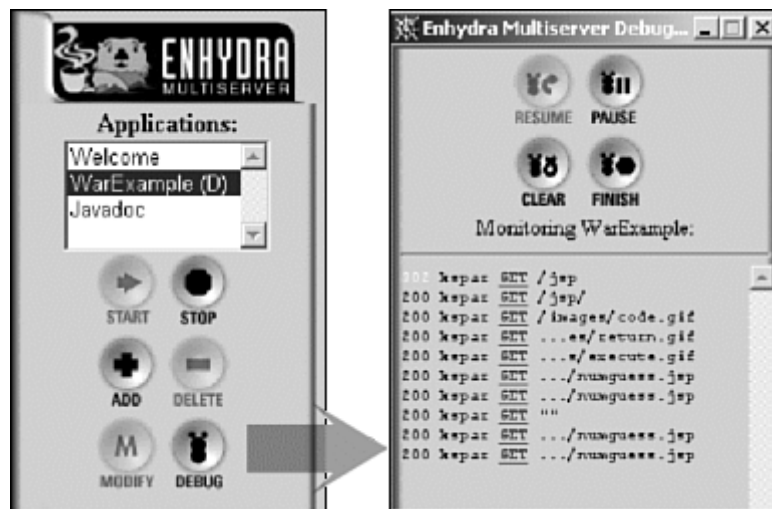 ENHYDRA
MULTISERVER
Applications:
Welcome
WarExample (D)
Javadoc
START STOP
ADD DELETE
M
MODIFY DEBUG
Enhydra Multiserver Debug...
RESUME PAUSE
CLEAR FINISH
Monitoring WarExample:
302 kspar GET /jsp
200 kspar GET /jsp/
200 kspar GET /images/code.gif
200 kspar GET ...es/return.gif
200 kspar GET ...s/execute.gif
200 kspar GET .../numguess.jsp
200 kspar GET .../numguess.jsp
200 kspar GET ""
200 kspar GET .../numguess.jsp
200 kspar GET .../numguess.jsp